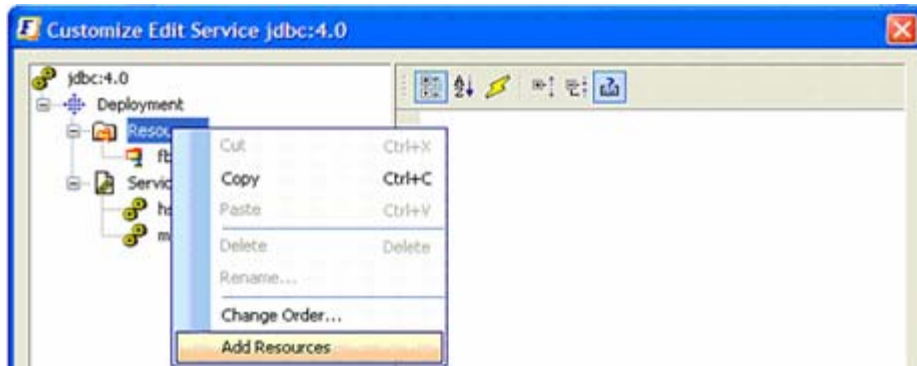 Customize Edit Service jdbc:4.0
jdbc:4.0
Deployment
Resou
fb
Servic
hs
m
Cut Ctrl+X
Copy Ctrl+C
Paste Ctrl+V
Delete Delete
Rename...
Change Order...
Add Resources